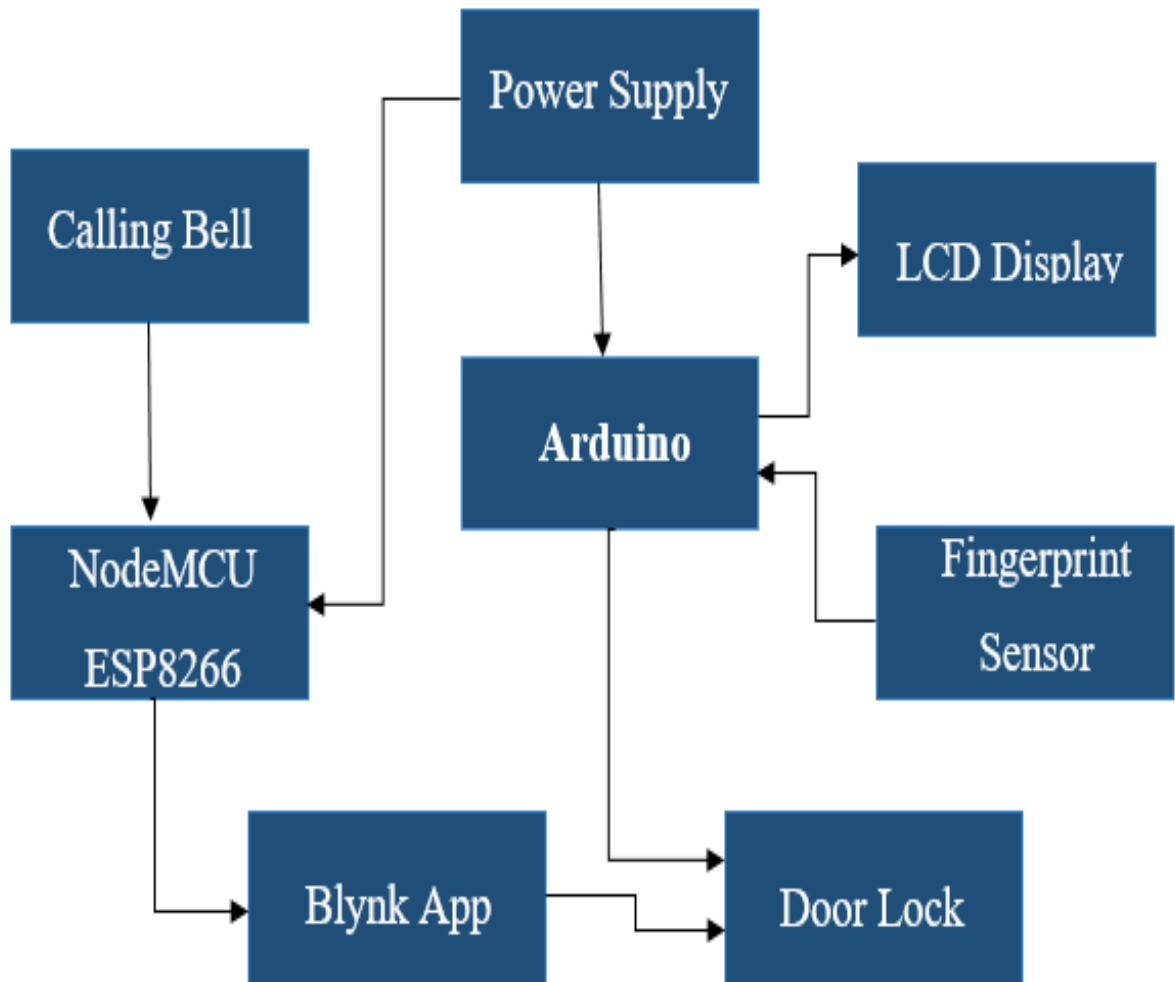 Power Supply
Calling Bell
LCD Display
Arduino
NodeMCU
ESP8266
Fingerprint
Sensor
Blynk App
Door Lock